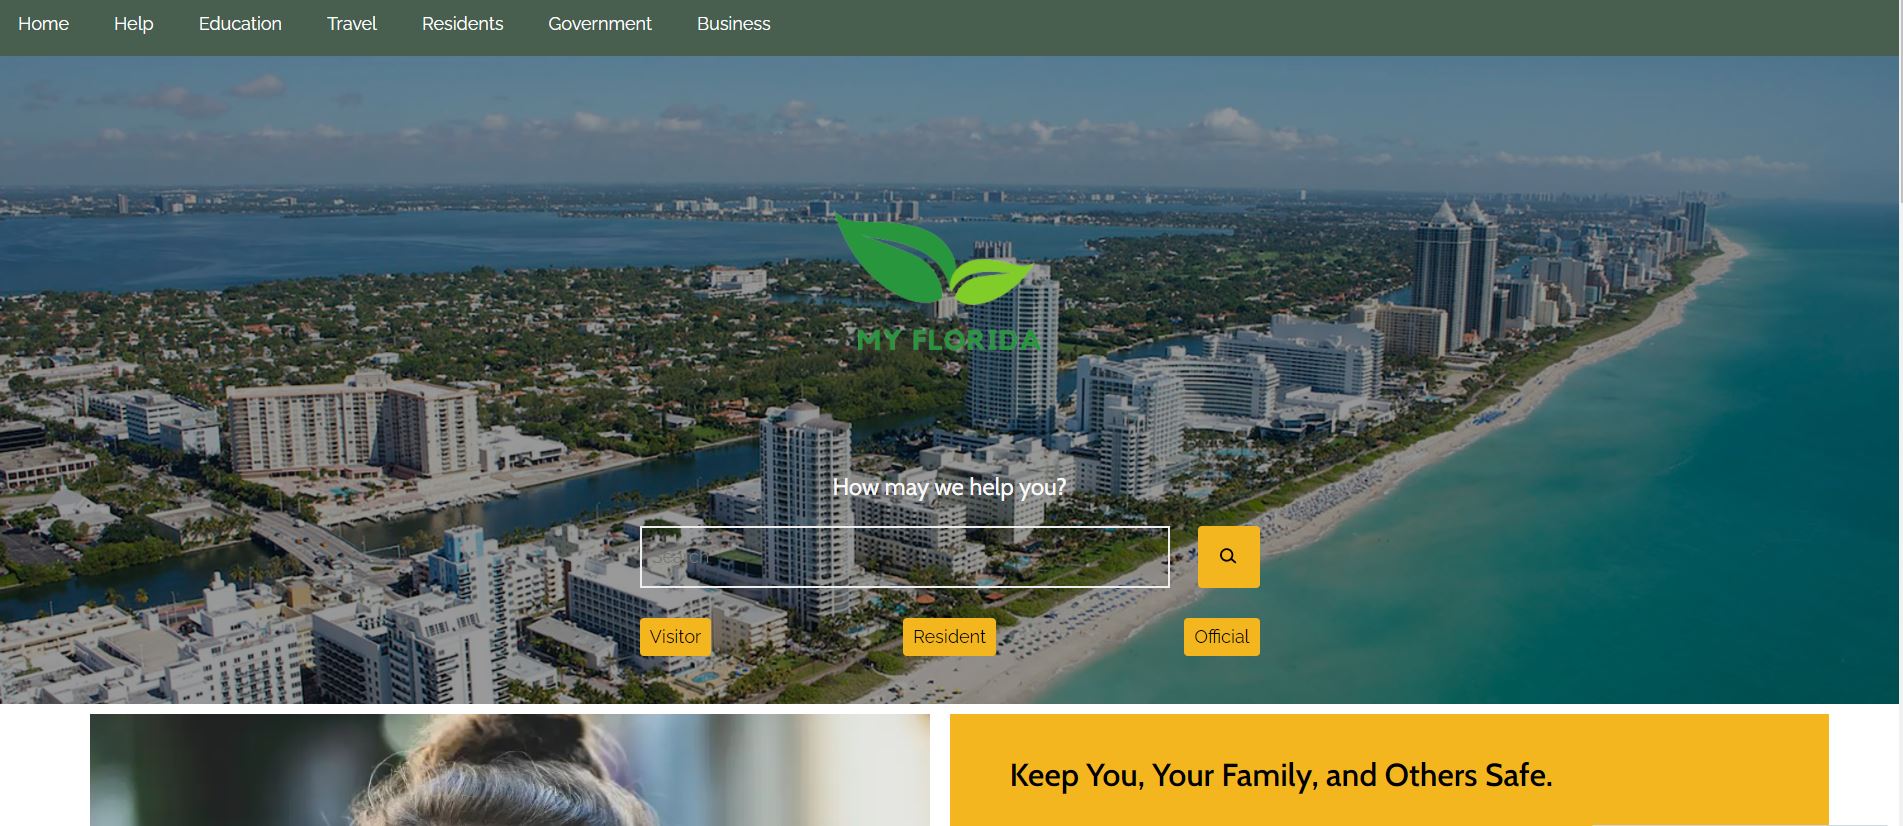 Home Help Education Travel Residents Government Business
MY FLORIDA
How may we help you?
Search
Visitor Resident Official
Keep You, Your Family, and Others Safe.